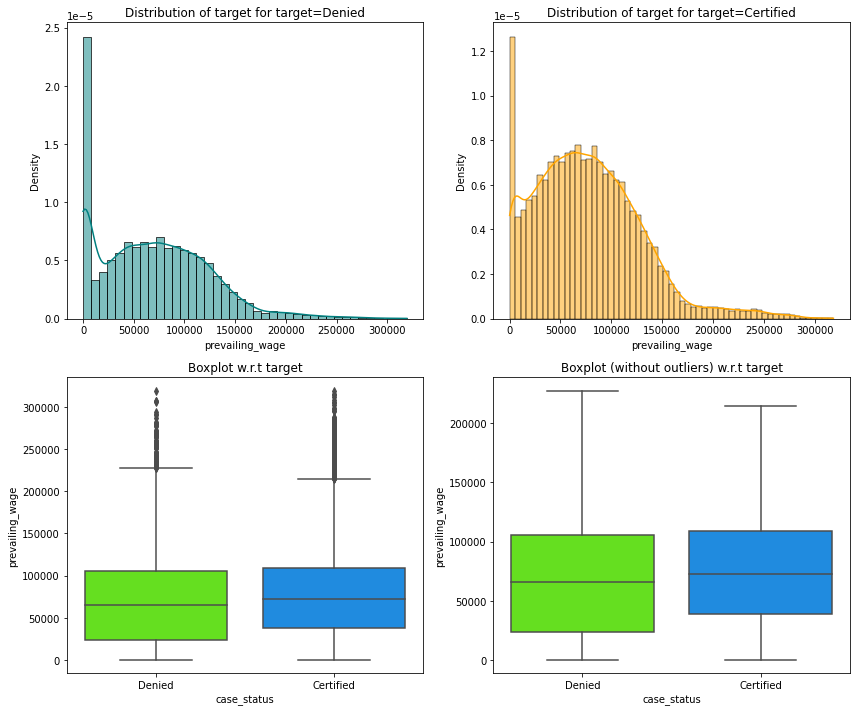 Distribution of target for target=Denied
1e−5
2.5
2.0
1.5
1.0
0.5
0.0
Density
0 50000 100000 150000 200000 250000 300000
prevailing_wage
Distribution of target for target=Certified
1e−5
1.2
1.0
0.8
0.6
0.4
0.2
0.0
Density
0 50000 100000 150000 200000 250000 300000
prevailing_wage
Boxplot w.r.t target
300000
250000
200000
150000
100000
50000
0
prevailing_wage
Denied Certified
case_status
Boxplot (without outliers) w.r.t target
200000
150000
100000
50000
0
prevailing_wage
Denied Certified
case_status